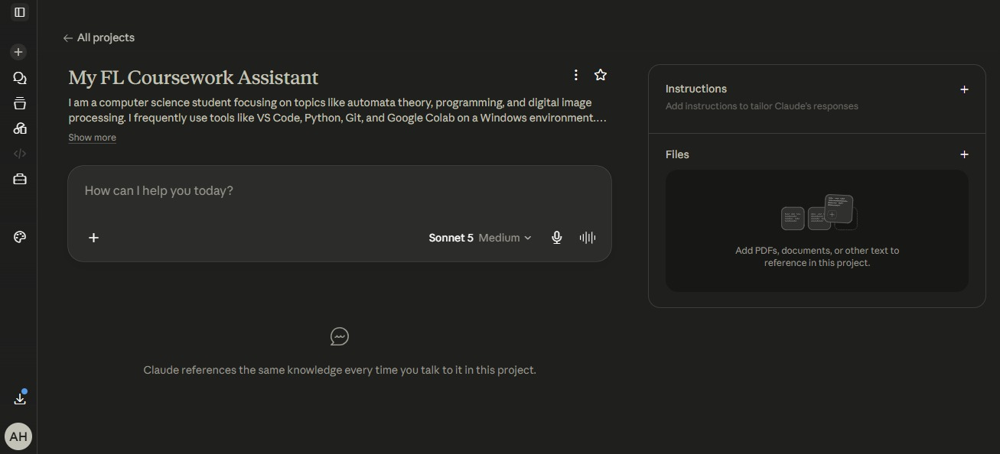 All projects
My FL Coursework Assistant
I am a computer science student focusing on topics like automata theory, programming, and digital image
processing. I frequently use tools like VS Code, Python, Git, and Google Colab on a Windows environment....
Show more
How can I help you today?
Sonnet 5 Medium
Claude references the same knowledge every time you talk to it in this project.
Instructions
Add instructions to tailor Claude's responses
Files
Add PDFs, documents, or other text to
reference in this project.
AH